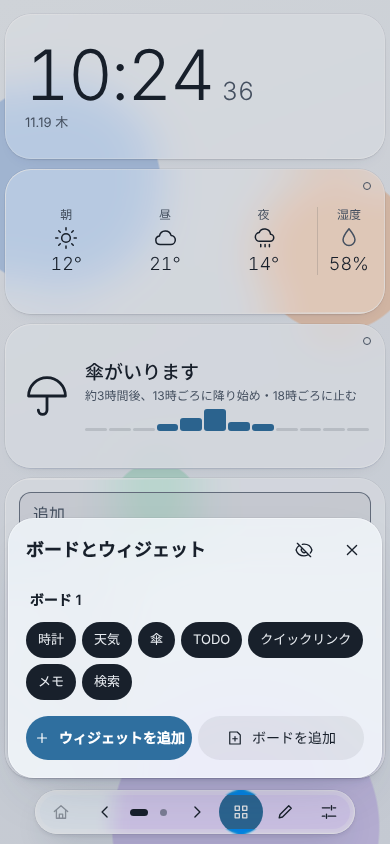 10:24 36
11.19 木
朝 昼 夜 湿度
12° 21° 14° 58%
傘がいります
約3時間後、13時ごろに降り始め・18時ごろに止む
追加
ボードとウィジェット
ボード 1
時計 天気 傘 TODO クイックリンク
メモ 検索
+ ウィジェットを追加 ボードを追加